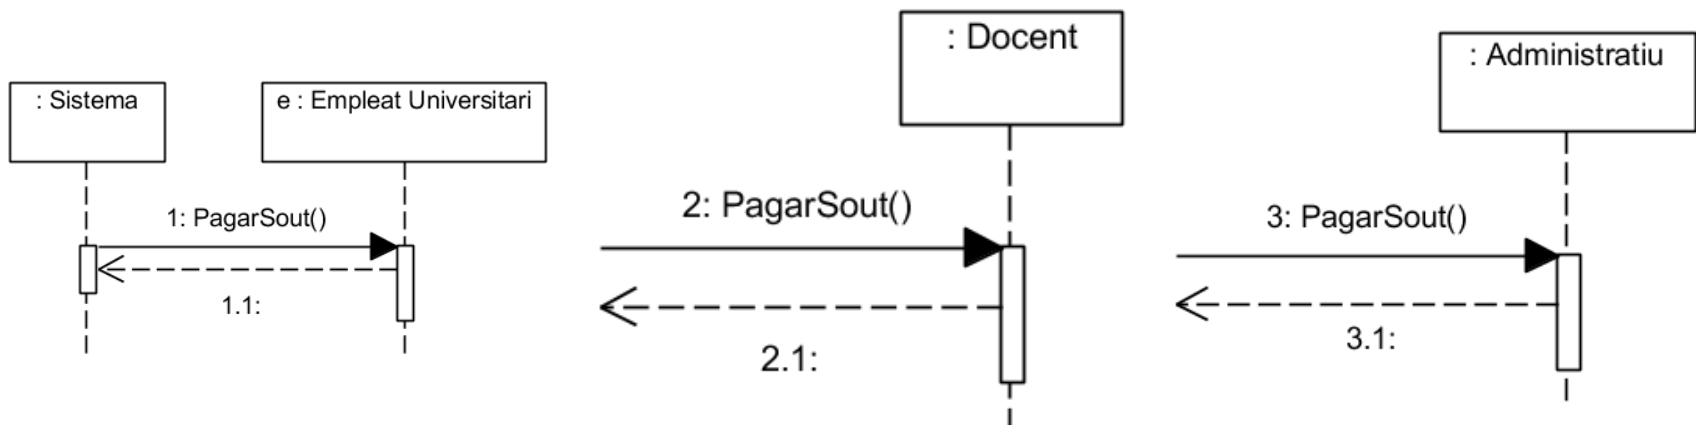 : Sistema
e : Empleat Universitari
1: PagarSout()
1.1:
: Docent
2: PagarSout()
2.1:
: Administratiu
3: PagarSout()
3.1: